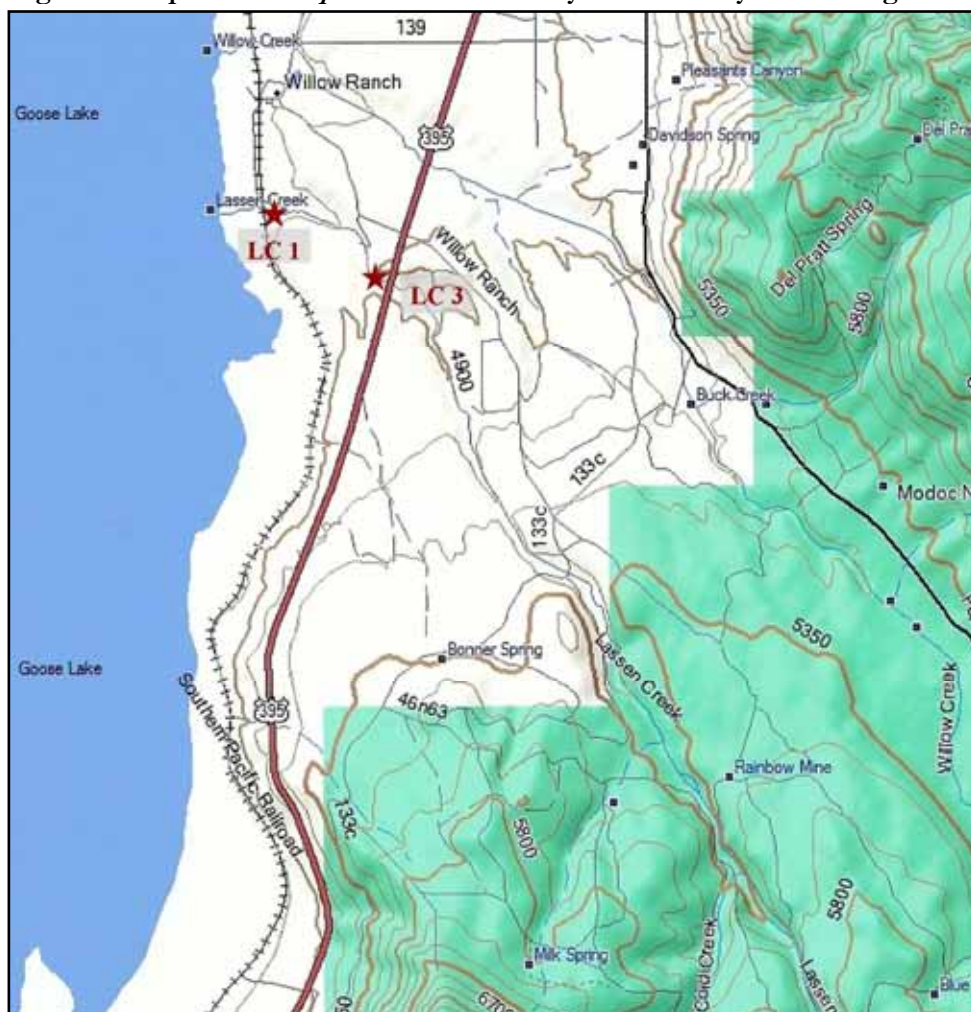 139
Willow Creek
Willow Ranch
Pleasants Canyon
Goose Lake
395
Davidson Spring
Del Pra
Lassen Creek
LC 1
Willow Ranch
Del Pratt Spring
LC 3
5350
5800
4900
Buck Creek
133c
Modoc N
133c
5350
Bonner Spring
Lassen Creek
Goose Lake
46n63
Southern Pacific Railroad
395
Willow Creek
Rainbow Mine
133c
5800
5800
Milk Spring
Cold Creek
Lassen
Blue
670